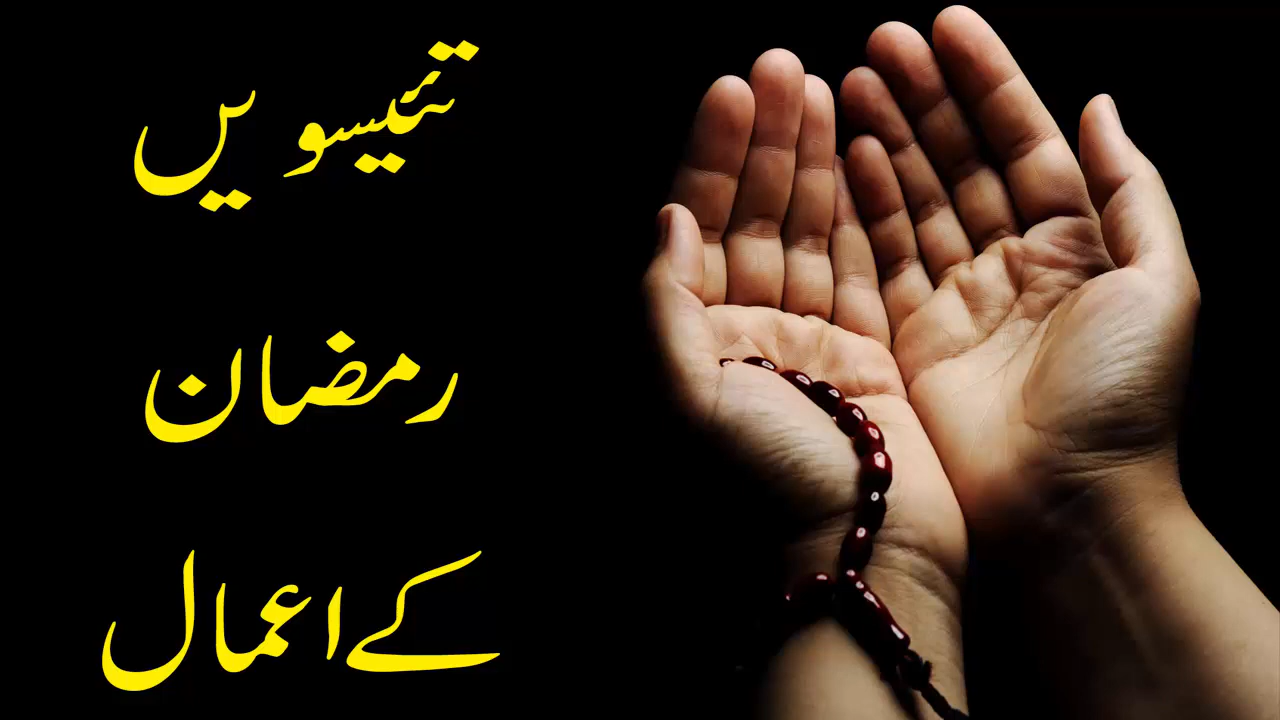 تئیسویں
رمضان
کے اعمال